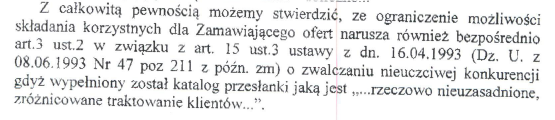 Z całkowitą pewnością możemy stwierdzić, ze ograniczenie możliwości
składania korzystnych dla Zamawiającego ofert narusza również bezpośrednio
art.3 ust.2 w związku z art. 15 ust.3 ustawy z dn. 16.04.1993 (Dz. U. z
08.06.1993 Nr 47 poz 211 z późn. zm) o zwalczaniu nieuczciwej konkurencji
gdyż wypełniony został katalog przesłanki jaką jest „...rzeczowo nieuzasadnione,
zróżnicowane traktowanie klientów...”.